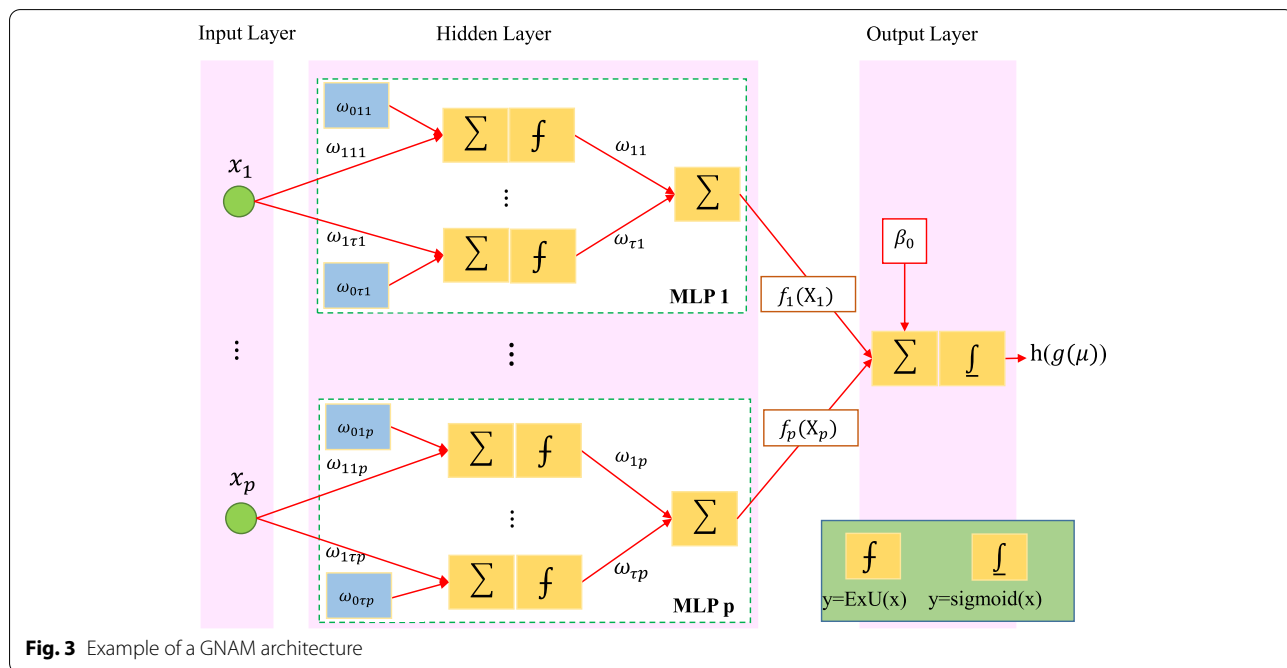 Input Layer
Hidden Layer
Output Layer
ω₀₁₁
ω₁₁₁
x₁
ω₁τ₁
ω₀τ₁
∑ ⨍
⋮
∑ ⨍
ω₁₁
ωτ₁
∑
MLP 1
f₁(X₁)
β₀
⋮
⋮
∑ ∫
h(g(μ))
ω₀₁ₚ
ω₁₁ₚ
xₚ
ω₁τₚ
ω₀τₚ
∑ ⨍
⋮
∑ ⨍
ω₁ₚ
ωτₚ
∑
MLP p
fₚ(Xₚ)
⨍ ∫
y=ExU(x) y=sigmoid(x)
Fig. 3 Example of a GNAM architecture